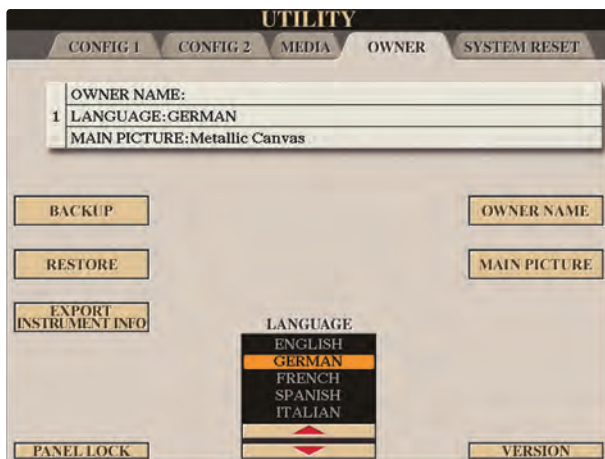 UTILITY
CONFIG 1
CONFIG 2
MEDIA
OWNER
SYSTEM RESET
OWNER NAME:
1
LANGUAGE:GERMAN
MAIN PICTURE:Metallic Canvas
BACKUP
OWNER NAME
RESTORE
MAIN PICTURE
EXPORT
INSTRUMENT INFO
LANGUAGE
ENGLISH
GERMAN
FRENCH
SPANISH
ITALIAN
PANEL LOCK
VERSION